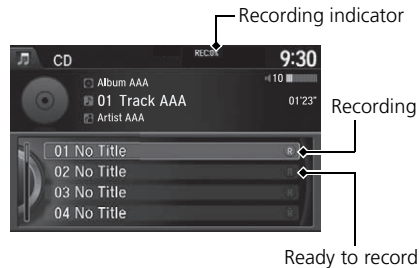 Recording indicator
CD
9:30
Album AAA
10
01 Track AAA
01'23"
Artist AAA
Recording
01 No Title R
02 No Title R
03 No Title
04 No Title
Ready to record